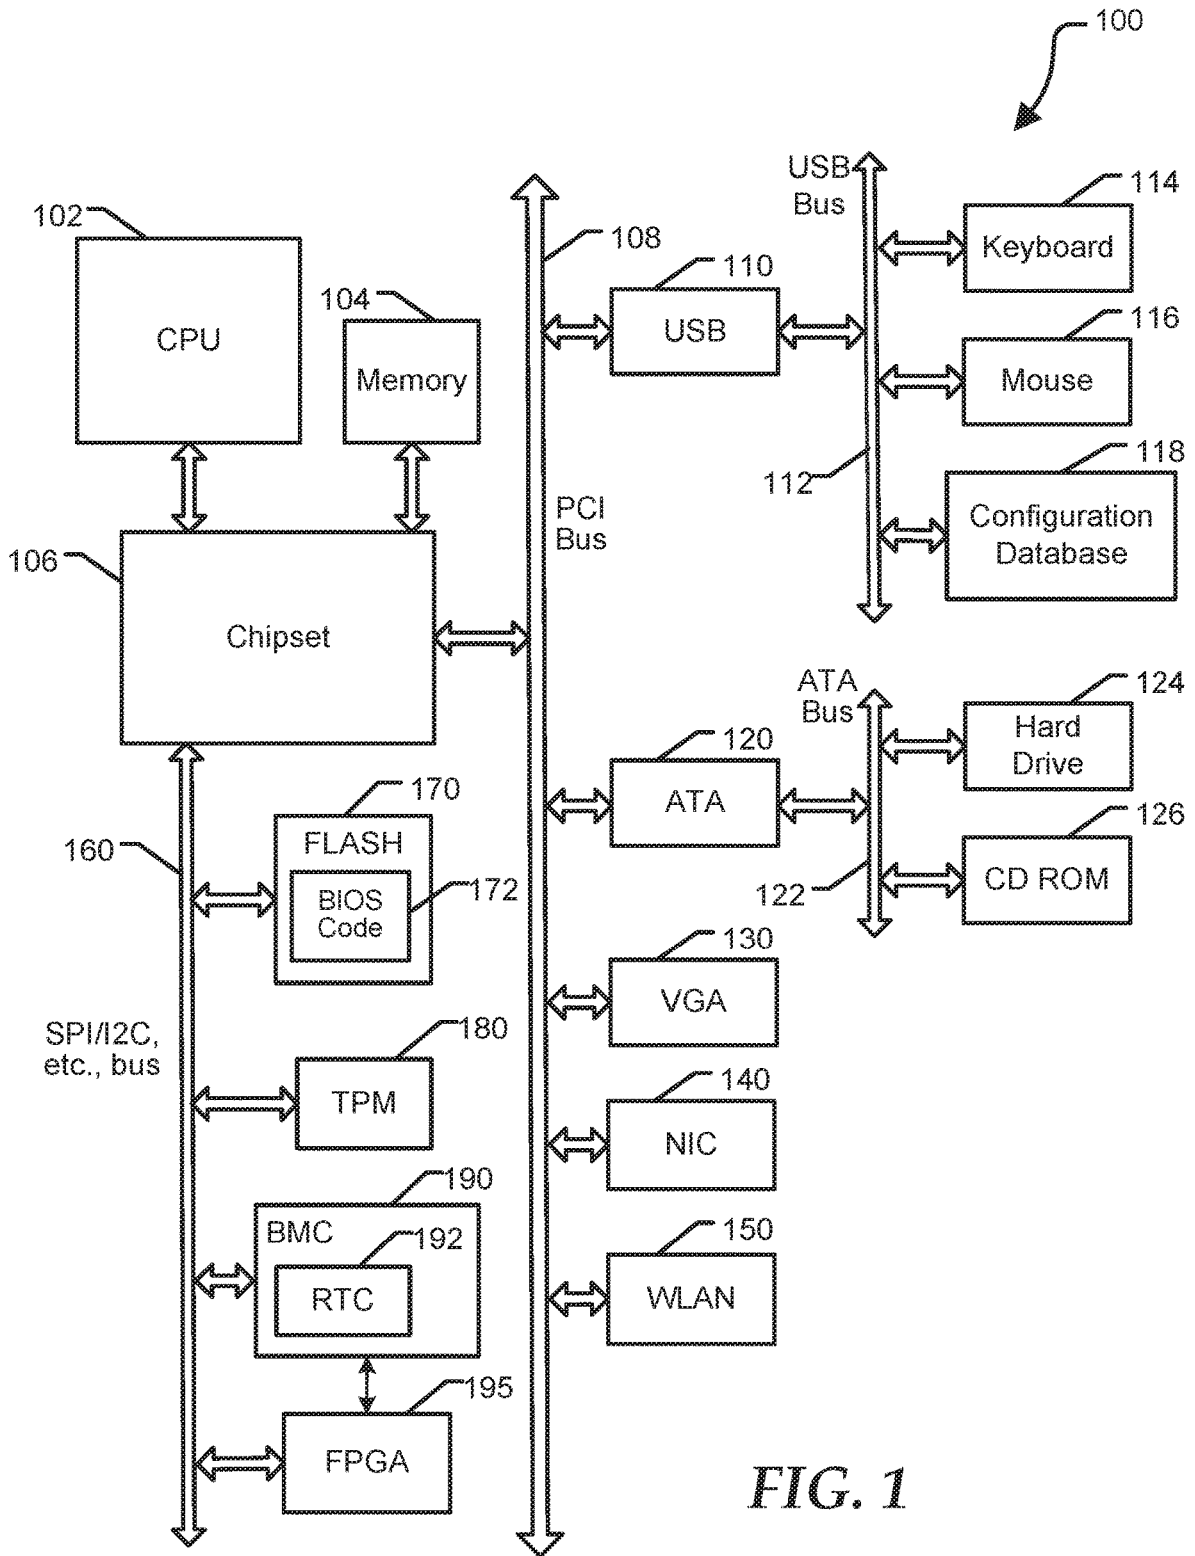 100
USB
Bus
114
Keyboard
102
CPU
108
110
USB
104
Memory
116
Mouse
112
118
Configuration
Database
PCI
Bus
106
Chipset
ATA
Bus
124
Hard
Drive
120
ATA
170
FLASH
160
BIOS
Code
172
122
126
CD ROM
130
VGA
SPI/I2C,
etc., bus
180
TPM
140
NIC
190
BMC
192
RTC
150
WLAN
195
FPGA
FIG. 1